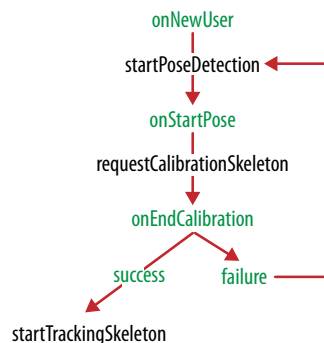 onNewUser
startPoseDetection
onStartPose
requestCalibrationSkeleton
onEndCalibration
success
failure
startTrackingSkeleton